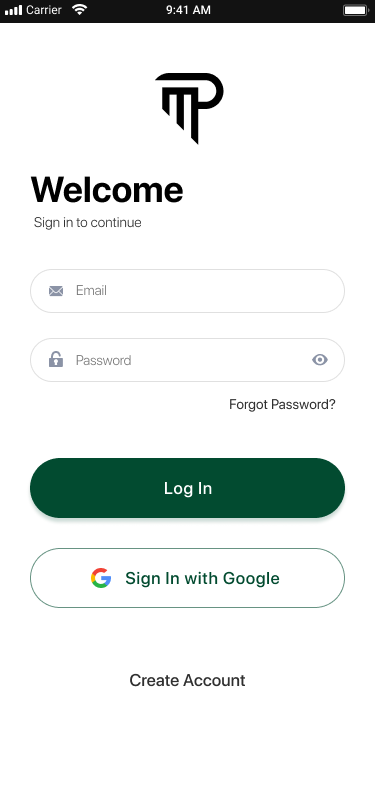 Carrier 9:41 AM
Welcome
Sign in to continue
Email
Password
Forgot Password?
Log In
Sign In with Google
Create Account